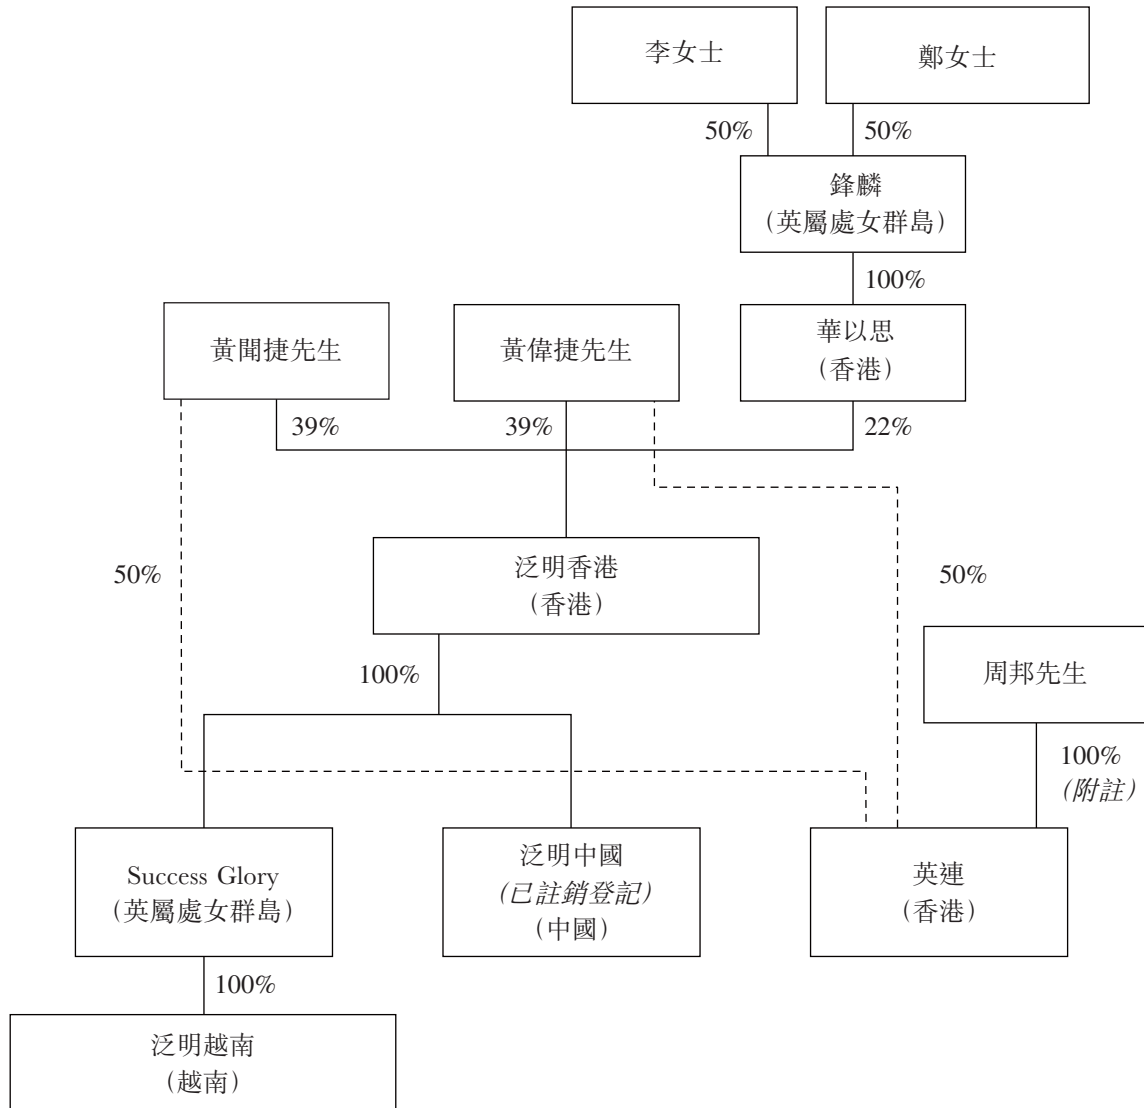 李女士
鄭女士
50%
50%
鋒麟
（英屬處女群島）
100%
黃聞捷先生
黃偉捷先生
華以思
（香港）
39%
39%
22%
泛明香港
（香港）
50%
50%
周邦先生
100%
100%
（附註）
Success Glory
（英屬處女群島）
泛明中國
（已註銷登記）
（中國）
英連
（香港）
100%
泛明越南
（越南）